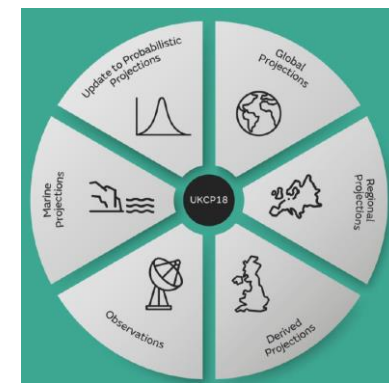 Update to Probabilistic
Projections
Global
Projections
Regional
Projections
Derived
Projections
Observations
Marine
Projections
UKCP18